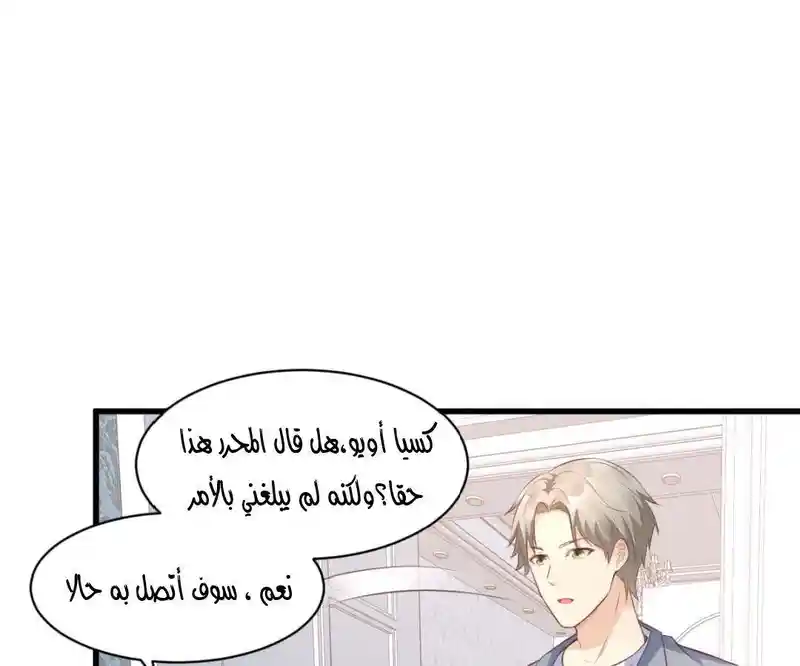 كسيا أويو،هل قال المحرر هذا
حقا؟ولكنه لم يبلغني بالأمر
نعم ، سوف أتصل به حالا